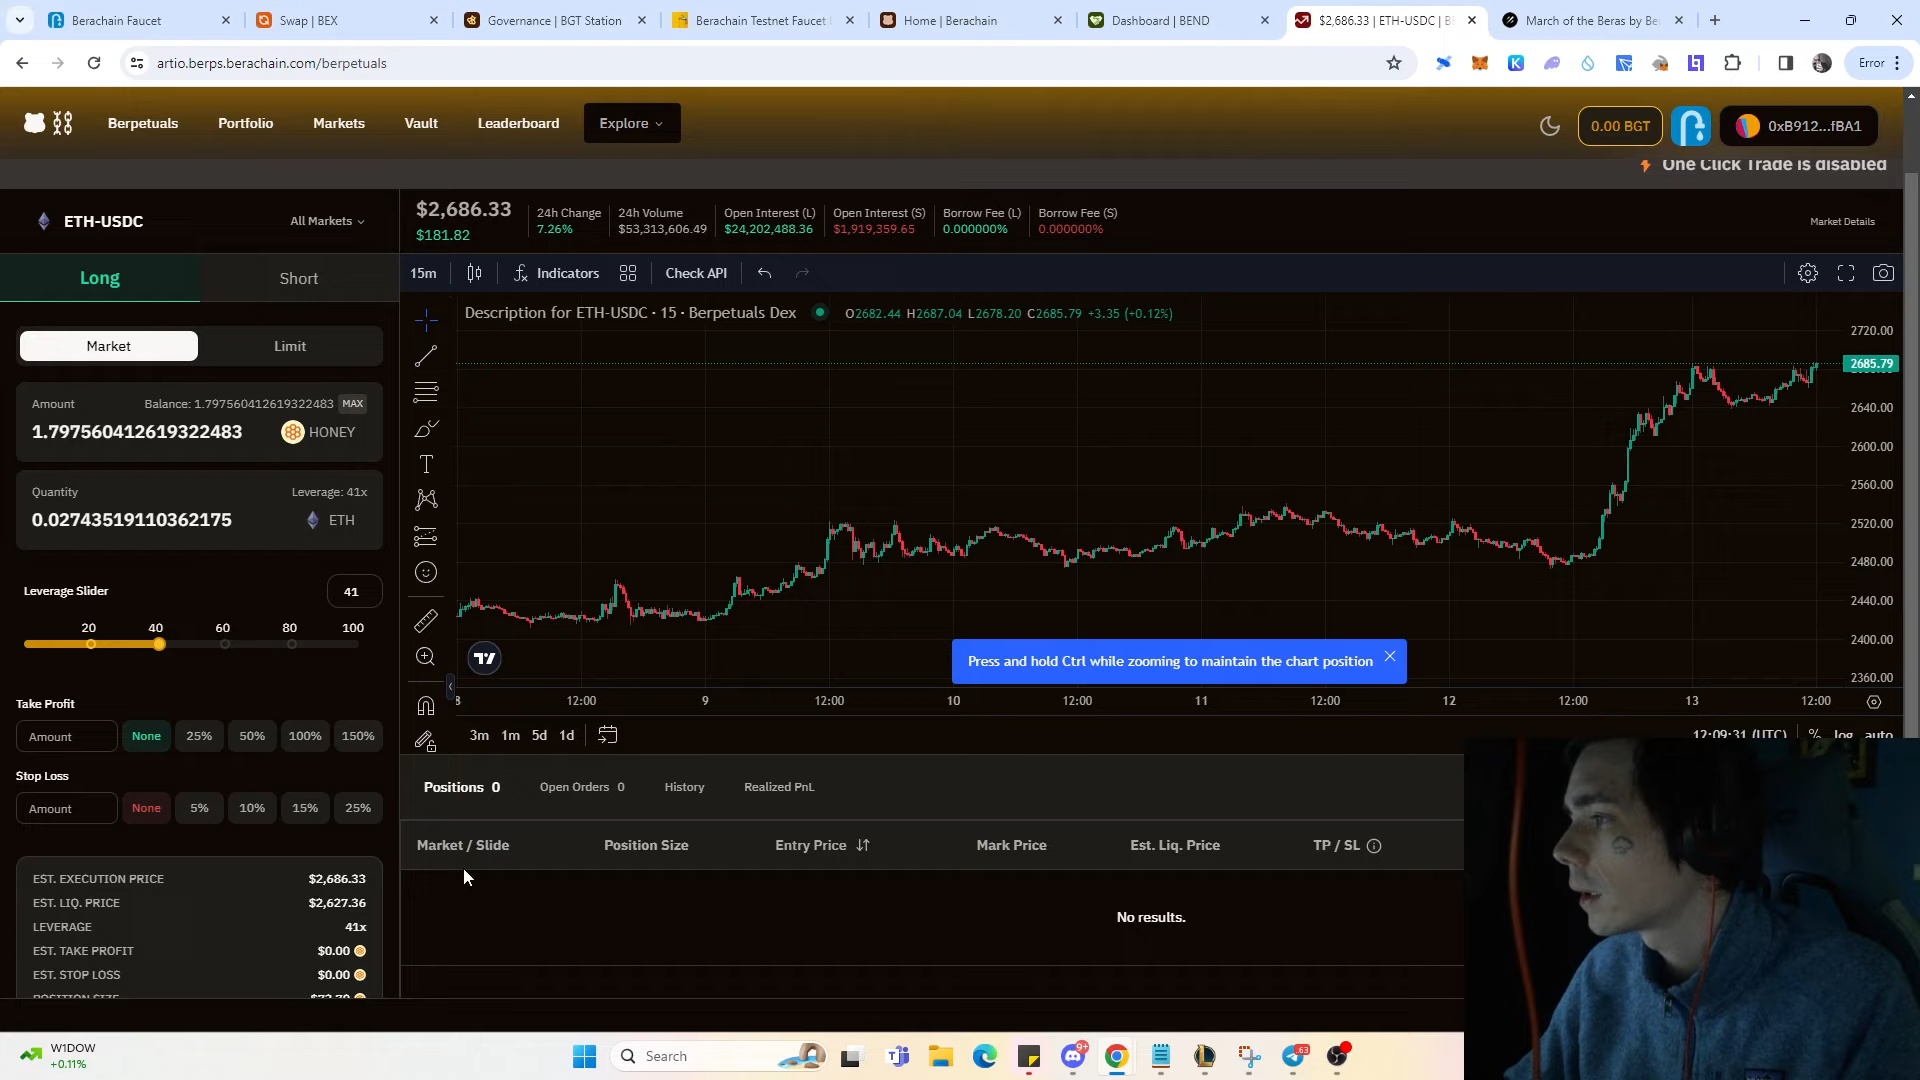 Berachain Faucet
Swap | BEX
Governance | BGT Station
Berachain Testnet Faucet
Home | Berachain
Dashboard | BEND
$2,686.33 | ETH-USDC | B
March of the Beras by Be
artio.berps.berachain.com/berpetuals
Error
Berpetuals
Portfolio
Markets
Vault
Leaderboard
Explore
0.00 BGT
0xB912...fBA1
One Click Trade is disabled
ETH-USDC
All Markets
$2,686.33
$181.82
24h Change
7.26%
24h Volume
$53,313,606.49
Open Interest (L)
$24,202,488.36
Open Interest (S)
$1,919,359.65
Borrow Fee (L)
0.000000%
Borrow Fee (S)
0.000000%
Market Details
Long
Short
15m
Indicators
Check API
Description for ETH-USDC · 15 · Berpetuals Dex
O2682.44 H2687.04 L2678.20 C2685.79 +3.35 (+0.12%)
Market
Limit
Amount
Balance: 1.797560412619322483 MAX
1.797560412619322483
HONEY
Quantity
Leverage: 41x
0.02743519110362175
ETH
Leverage Slider
41
20 40 60 80 100
Take Profit
Amount
None 25% 50% 100% 150%
Stop Loss
Amount
None 5% 10% 15% 25%
EST. EXECUTION PRICE $2,686.33
EST. LIQ. PRICE $2,627.36
LEVERAGE 41x
EST. TAKE PROFIT $0.00
EST. STOP LOSS $0.00
POSITION SIZE
2720.00
2685.79
2640.00
2600.00
2560.00
2520.00
2480.00
2440.00
2400.00
2360.00
Press and hold Ctrl while zooming to maintain the chart position
8 12:00 9 12:00 10 12:00 11 12:00 12 12:00 13 12:00
3m 1m 5d 1d
12:09:31 (UTC) % log auto
Positions 0
Open Orders 0
History
Realized PnL
Market / Slide
Position Size
Entry Price
Mark Price
Est. Liq. Price
TP / SL
No results.
W1DOW
+0.11%
Search
9+
63